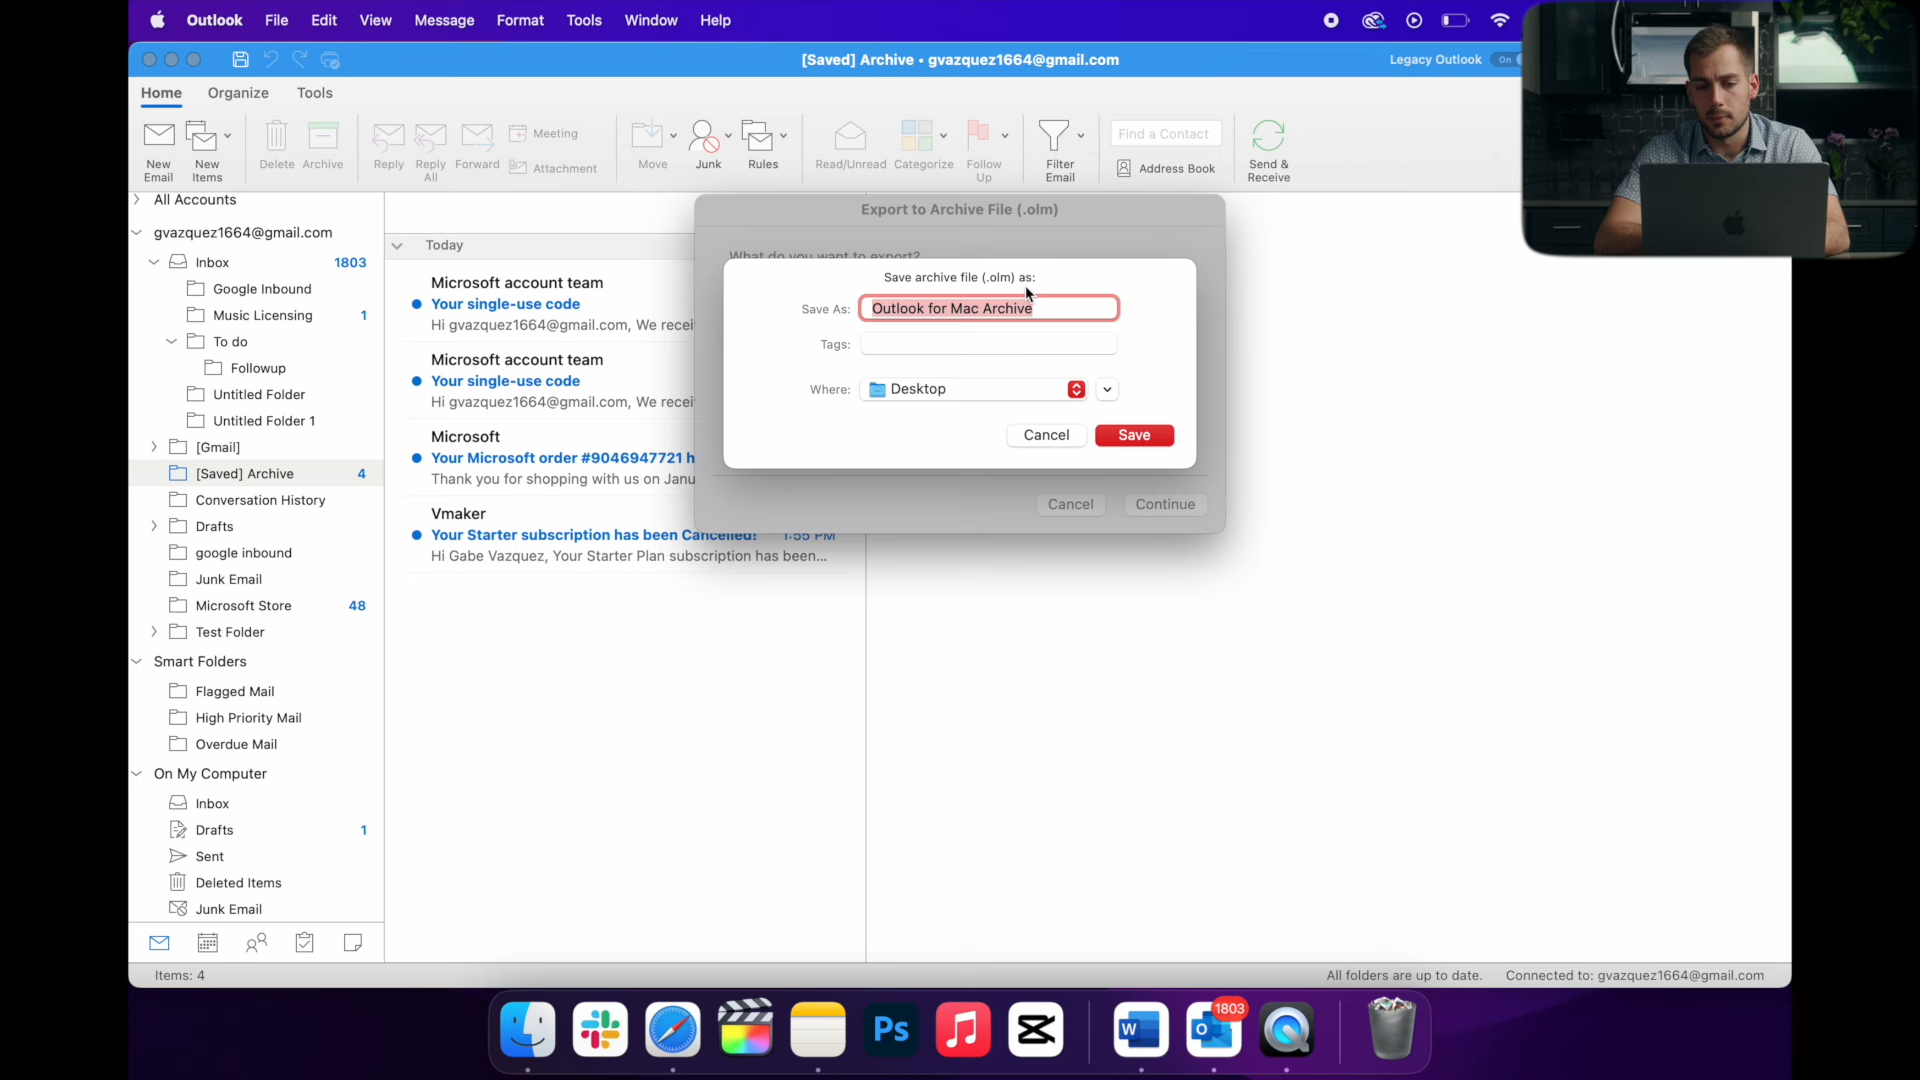 Outlook File Edit View Message Format Tools Window Help
[Saved] Archive • gvazquez1664@gmail.com
Legacy Outlook On
Home Organize Tools
New Email
New Items
Delete
Archive
Reply
Reply All
Forward
Meeting
Attachment
Move
Junk
Rules
Read/Unread
Categorize
Follow Up
Filter Email
Find a Contact
Address Book
Send & Receive
All Accounts
gvazquez1664@gmail.com
Inbox 1803
Google Inbound
Music Licensing 1
To do
Followup
Untitled Folder
Untitled Folder 1
[Gmail]
[Saved] Archive 4
Conversation History
Drafts
google inbound
Junk Email
Microsoft Store 48
Test Folder
Smart Folders
Flagged Mail
High Priority Mail
Overdue Mail
On My Computer
Inbox
Drafts 1
Sent
Deleted Items
Junk Email
Today
Microsoft account team
Your single-use code
Hi gvazquez1664@gmail.com, We recei
Microsoft account team
Your single-use code
Hi gvazquez1664@gmail.com, We recei
Microsoft
Your Microsoft order #9046947721 h
Thank you for shopping with us on Janu
Vmaker
Your Starter subscription has been Cancelled! 1:55 PM
Hi Gabe Vazquez, Your Starter Plan subscription has been...
Export to Archive File (.olm)
What do you want to export?
Save archive file (.olm) as:
Save As: Outlook for Mac Archive
Tags:
Where: Desktop
Cancel Save
Cancel Continue
Items: 4
All folders are up to date. Connected to: gvazquez1664@gmail.com
Ps
W
O
1803